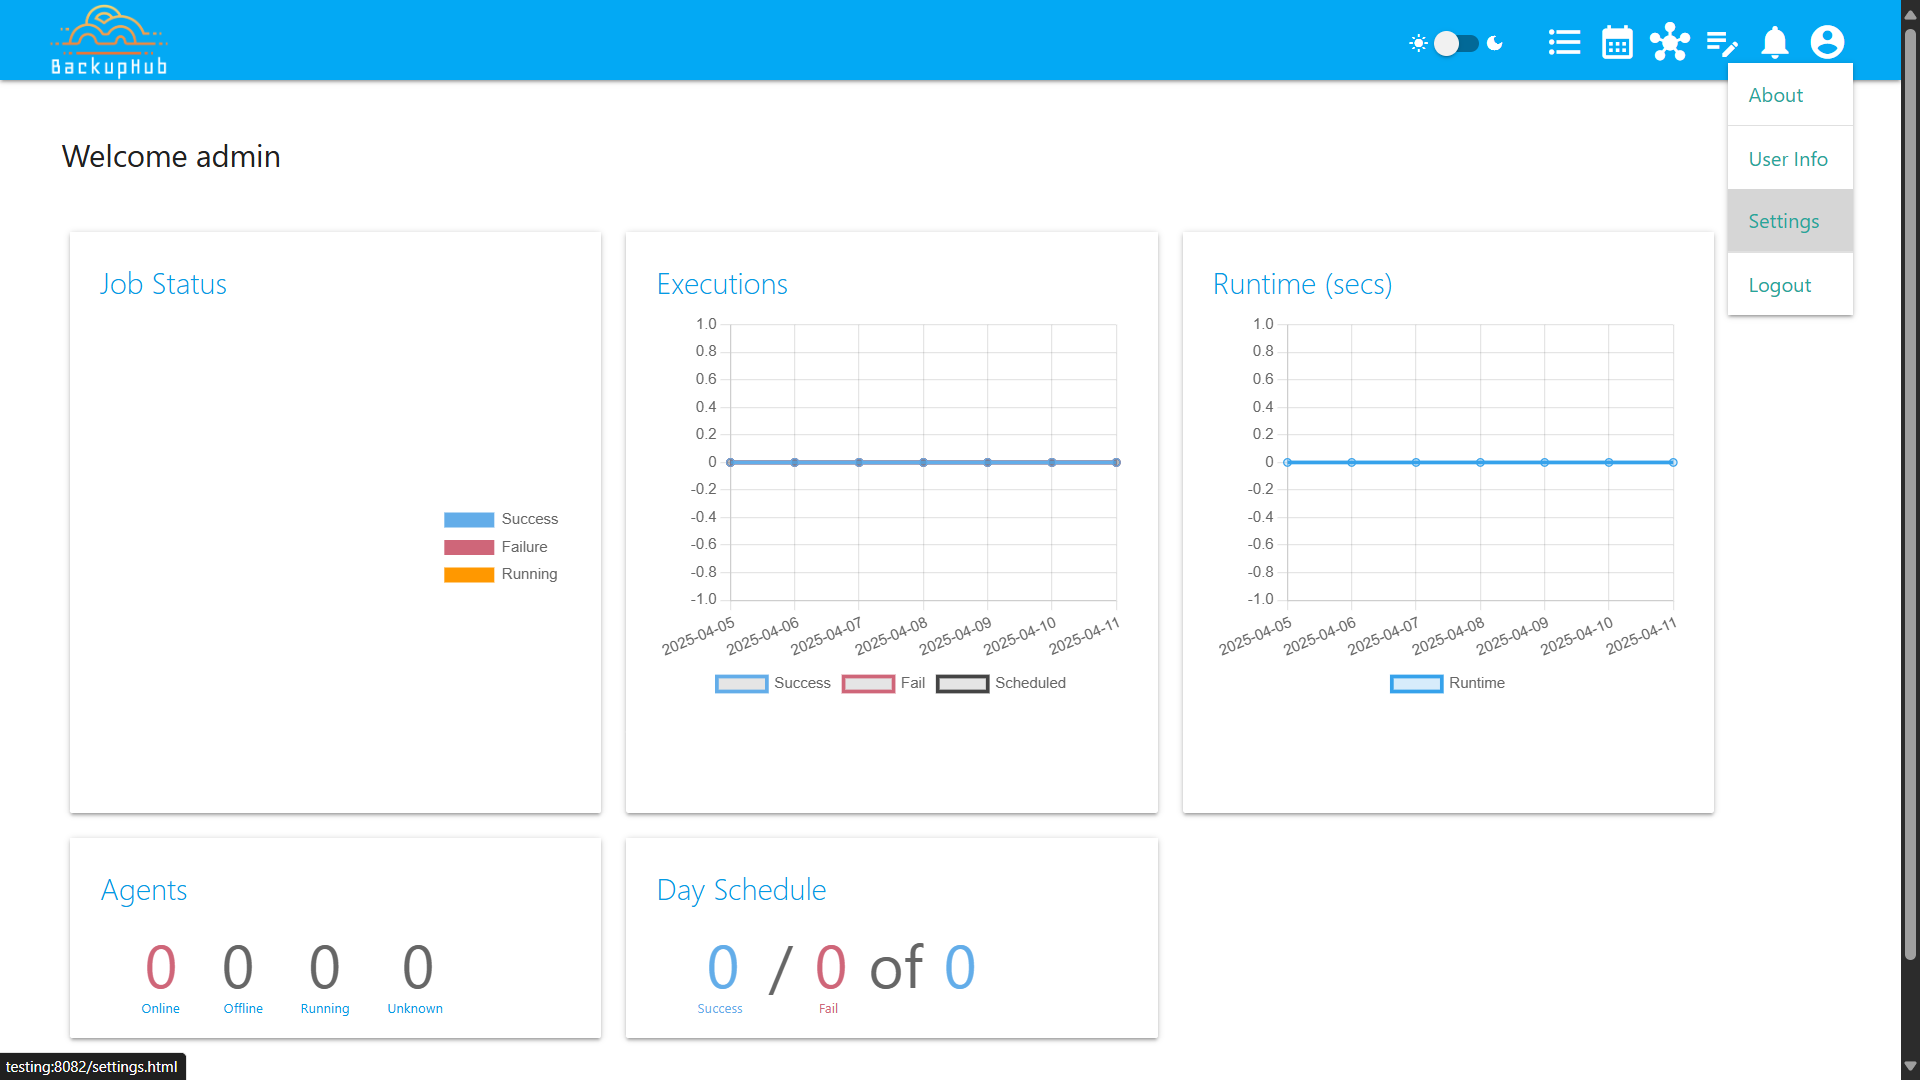 BackupHub
About
User Info
Settings
Logout
Welcome admin
Job Status
Success
Failure
Running
Executions
1.0
0.8
0.6
0.4
0.2
0
-0.2
-0.4
-0.6
-0.8
-1.0
2025-04-05 2025-04-06 2025-04-07 2025-04-08 2025-04-09 2025-04-10 2025-04-11
Success Fail Scheduled
Runtime (secs)
1.0
0.8
0.6
0.4
0.2
0
-0.2
-0.4
-0.6
-0.8
-1.0
2025-04-05 2025-04-06 2025-04-07 2025-04-08 2025-04-09 2025-04-10 2025-04-11
Runtime
Agents
0 0 0 0
Online Offline Running Unknown
Day Schedule
0 / 0 of 0
Success Fail
testing:8082/settings.html